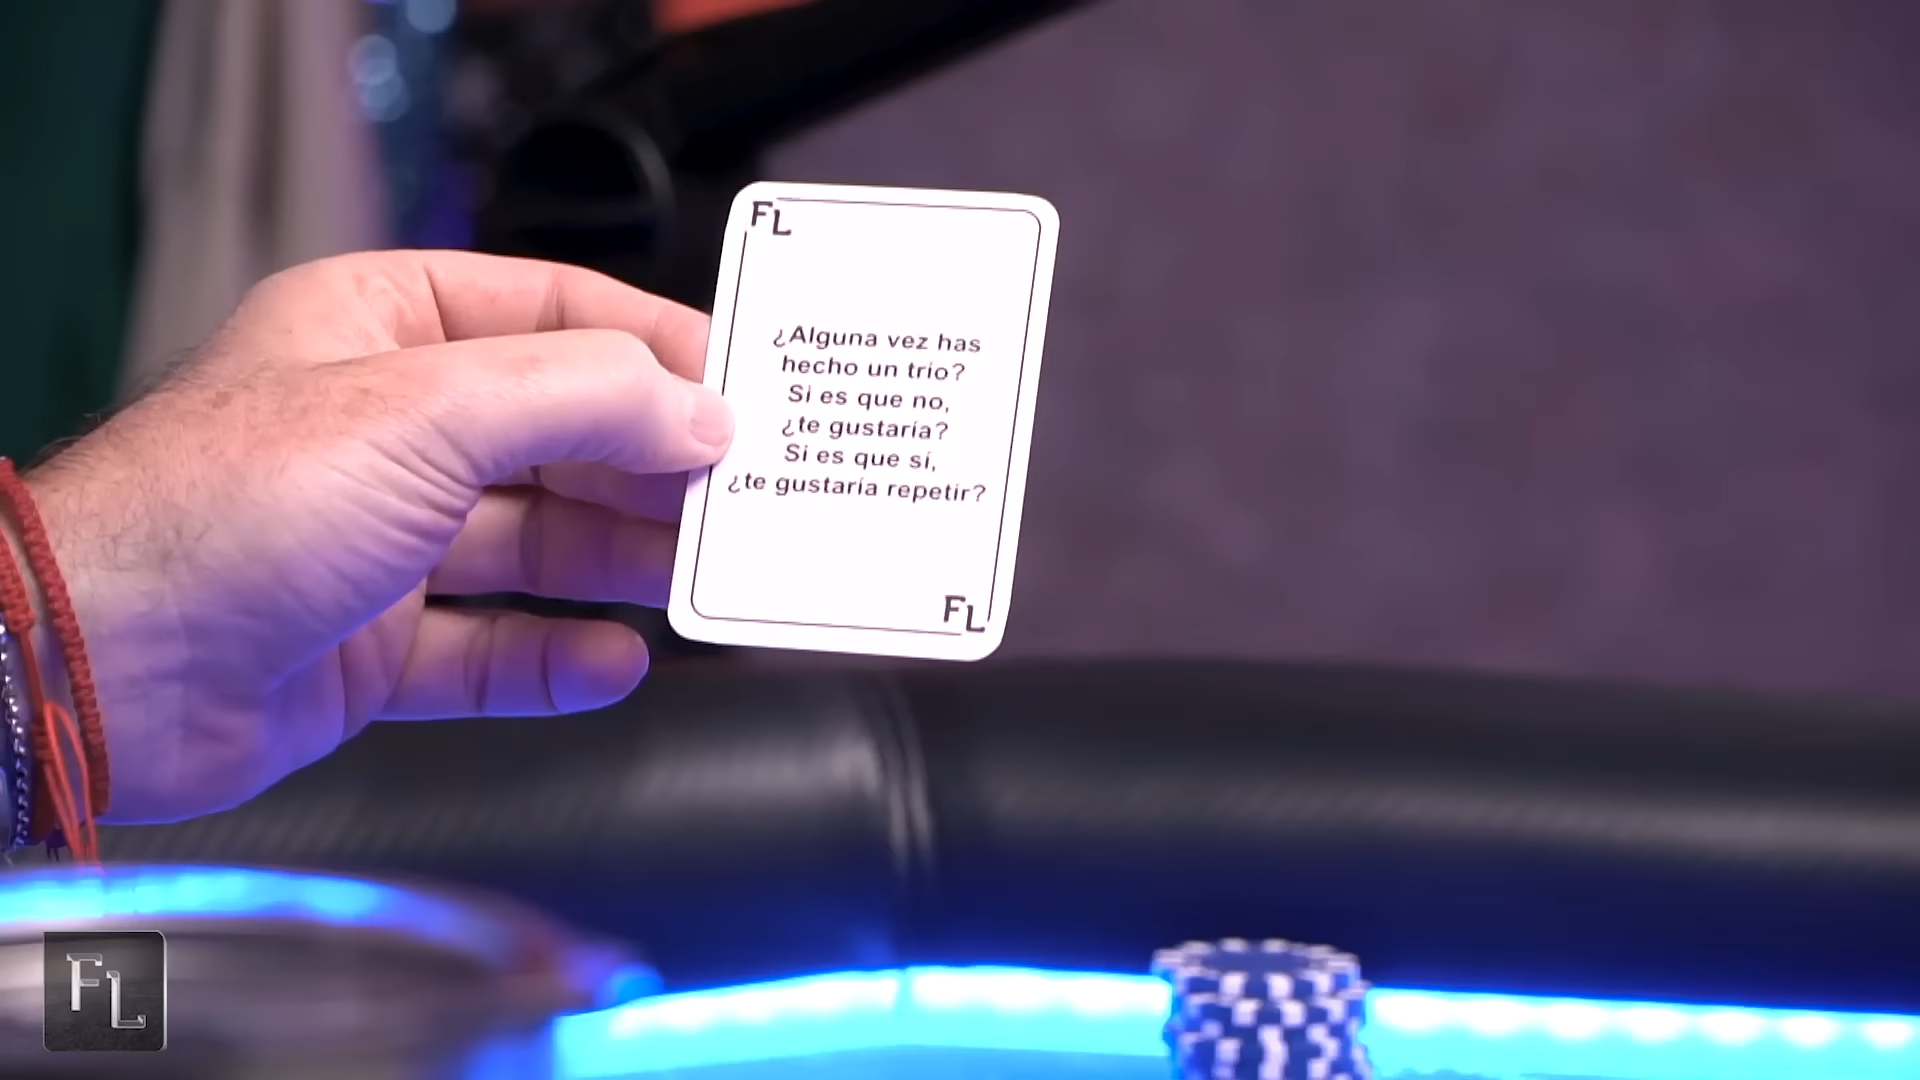 FL
¿Alguna vez has
hecho un trío?
Si es que no,
¿te gustaría?
Si es que sí,
¿te gustaría repetir?
FL
FL